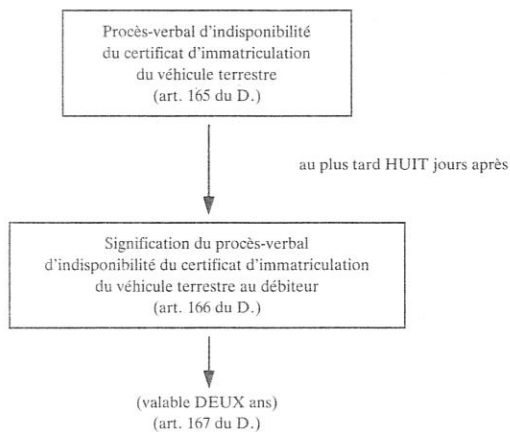 Procès-verbal d'indisponibilité
du certificat d'immatriculation
du véhicule terrestre
(art. 165 du D.)
au plus tard HUIT jours après
Signification du procès-verbal
d'indisponibilité du certificat d'immatriculation
du véhicule terrestre au débiteur
(art. 166 du D.)
(valable DEUX ans)
(art. 167 du D.)